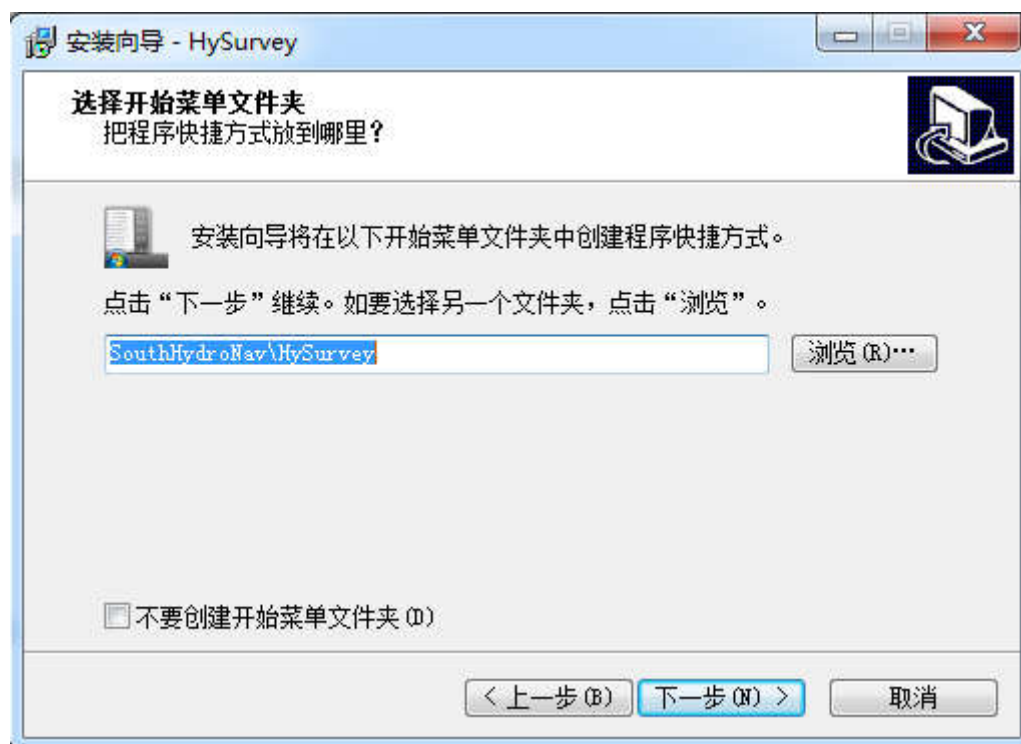 安装向导 - HySurvey
选择开始菜单文件夹
把程序快捷方式放到哪里?
安装向导将在以下开始菜单文件夹中创建程序快捷方式。
点击“下一步”继续。如要选择另一个文件夹，点击“浏览”。
SouthHydroNav\HySurvey
浏览(R)...
不要创建开始菜单文件夹(D)
< 上一步(B)
下一步(N) >
取消